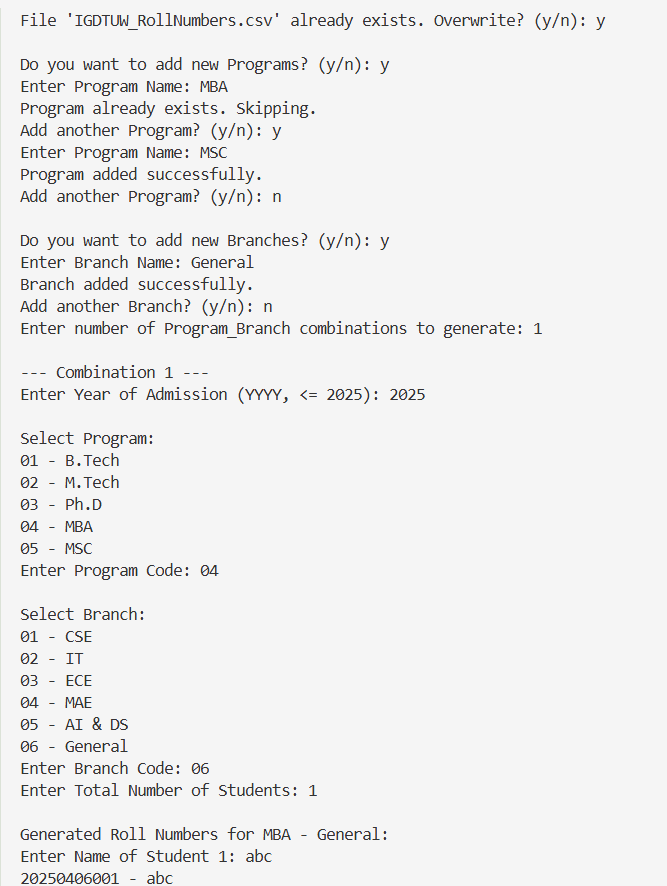 File 'IGDTUW_RollNumbers.csv' already exists. Overwrite? (y/n): y
Do you want to add new Programs? (y/n): y
Enter Program Name: MBA
Program already exists. Skipping.
Add another Program? (y/n): y
Enter Program Name: MSC
Program added successfully.
Add another Program? (y/n): n
Do you want to add new Branches? (y/n): y
Enter Branch Name: General
Branch added successfully.
Add another Branch? (y/n): n
Enter number of Program_Branch combinations to generate: 1
--- Combination 1 ---
Enter Year of Admission (YYYY, <= 2025): 2025
Select Program:
01 - B.Tech
02 - M.Tech
03 - Ph.D
04 - MBA
05 - MSC
Enter Program Code: 04
Select Branch:
01 - CSE
02 - IT
03 - ECE
04 - MAE
05 - AI & DS
06 - General
Enter Branch Code: 06
Enter Total Number of Students: 1
Generated Roll Numbers for MBA - General:
Enter Name of Student 1: abc
20250406001 - abc